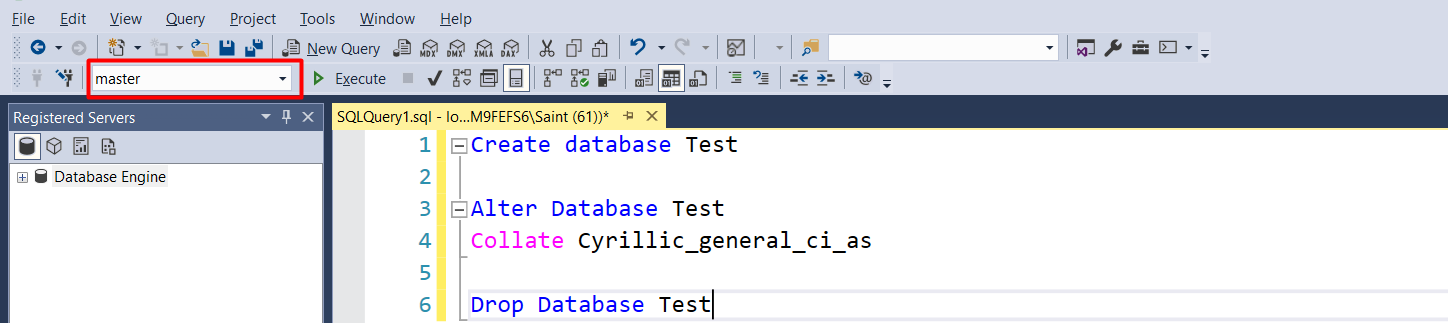 File Edit View Query Project Tools Window Help
New Query MDX DMX XMLA DAX
master Execute
Registered Servers
Database Engine
SQLQuery1.sql - lo...M9FEFS6\Saint (61))*
1 Create database Test
2
3 Alter Database Test
4 Collate Cyrillic_general_ci_as
5
6 Drop Database Test